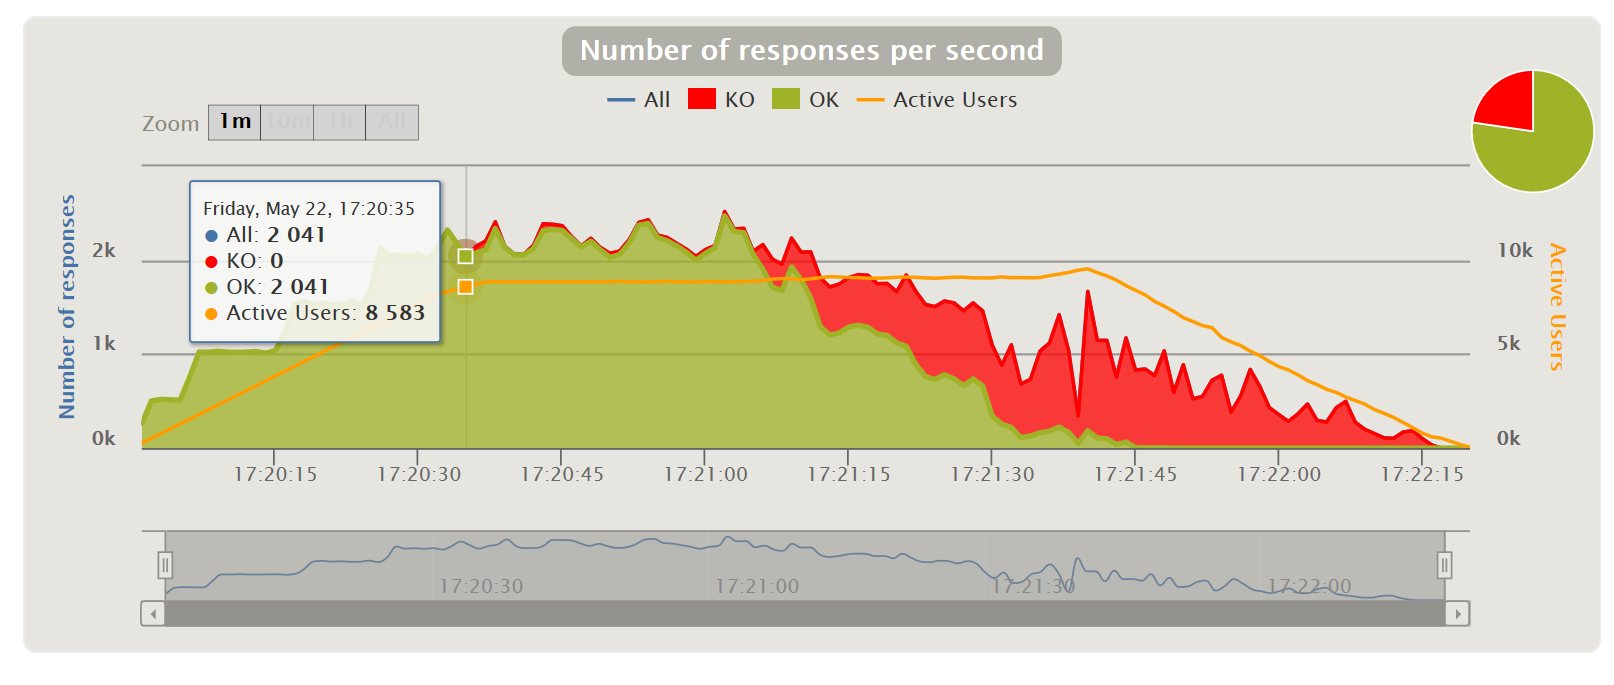 Number of responses per second
All KO OK Active Users
Zoom 1m 10m 1h All
Friday, May 22, 17:20:35
All: 2 041
KO: 0
OK: 2 041
Active Users: 8 583
Number of responses
2k
1k
0k
10k
5k
0k
Active Users
17:20:15 17:20:30 17:20:45 17:21:00 17:21:15 17:21:30 17:21:45 17:22:00 17:22:15
17:20:30 17:21:00 17:21:30 17:22:00